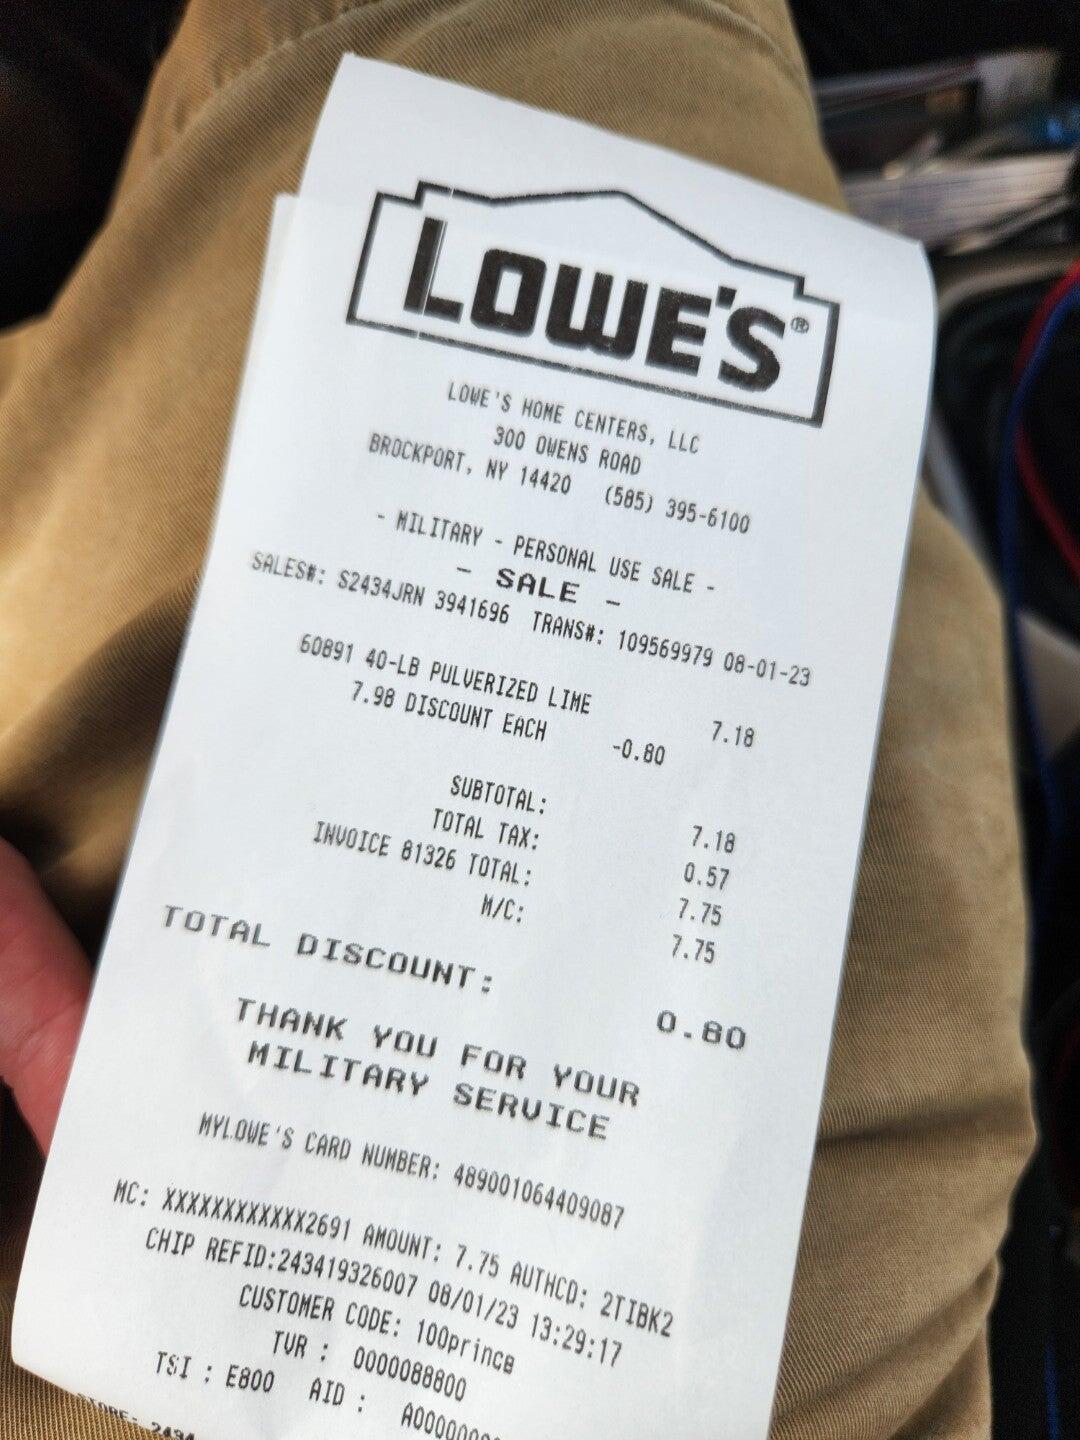 LOWE'S®
LOWE'S HOME CENTERS, LLC
300 OWENS ROAD
BROCKPORT, NY 14420 (585) 395-6100
- MILITARY - PERSONAL USE SALE -
- SALE -
SALES#: S2434JRN 3941696 TRANS#: 109569979 08-01-23
60891 40-LB PULVERIZED LIME 7.18
7.98 DISCOUNT EACH -0.80
SUBTOTAL: 7.18
TOTAL TAX: 0.57
INVOICE 81326 TOTAL: 7.75
M/C: 7.75
TOTAL DISCOUNT: 0.80
THANK YOU FOR YOUR
MILITARY SERVICE
MYLOWE'S CARD NUMBER: 489001064409087
MC: XXXXXXXXXXXX2691 AMOUNT: 7.75 AUTHCD: 2TIBK2
CHIP REFID:243419326007 08/01/23 13:29:17
CUSTOMER CODE: 100prince
TVR : 0000088800
TSI : E800 AID :
STORE: 2434